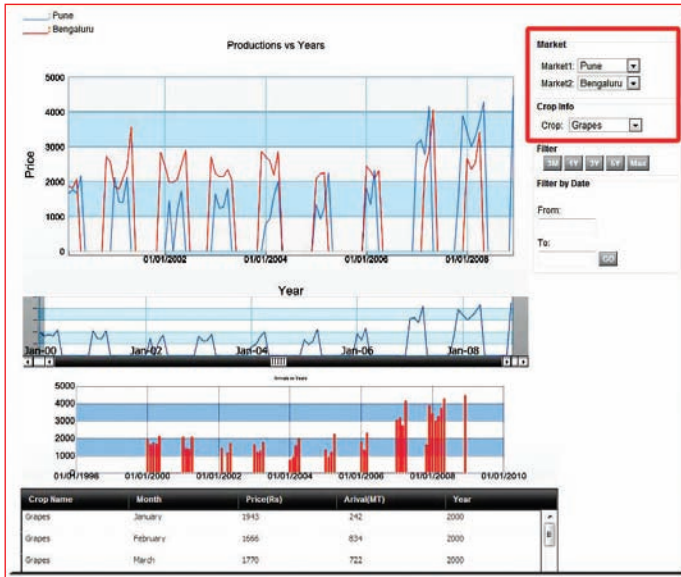 : Pune
: Bengaluru
Productions vs Years
Price
5000
4000
3000
2000
1000
0
01/01/2002
01/01/2004
01/01/2006
01/01/2008
Year
Market
Market1: Pune
Market2: Bengaluru
Crop Info
Crop: Grapes
Filter
3M 1Y 3Y 5Y Max
Filter by Date
From:
To:
GO
Jan-00 Jan-02 Jan-04 Jan-06 Jan-08
Arrivals vs Years
5000
4000
3000
2000
1000
0
01/01/1998 01/01/2000 01/01/2002 01/01/2004 01/01/2006 01/01/2008 01/01/2010
Crop Name Month Price(Rs) Arival(MT) Year
Grapes January 1943 242 2000
Grapes February 1666 834 2000
Grapes March 1770 722 2000